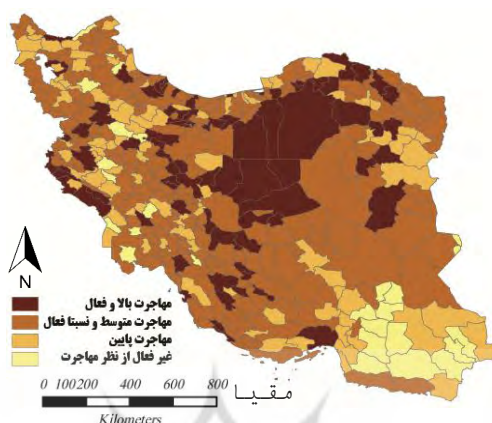 N
مهاجرت بالا و فعال
مهاجرت متوسط و نسبتا فعال
مهاجرت پایین
غیر فعال از نظر مهاجرت
0 100200 400 600 800
مقیا
Kilometers